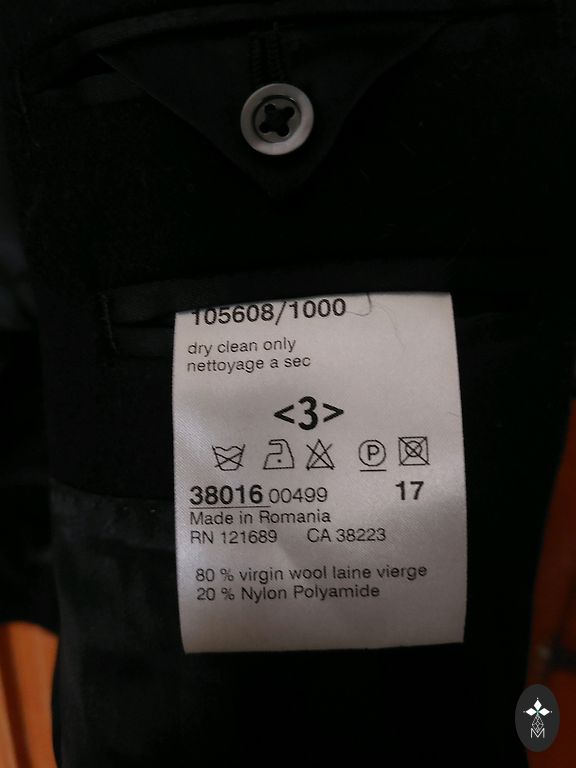 105608/1000
dry clean only
nettoyage a sec
<3>
P
38016 00499 17
Made in Romania
RN 121689 CA 38223
80 % virgin wool laine vierge
20 % Nylon Polyamide
M